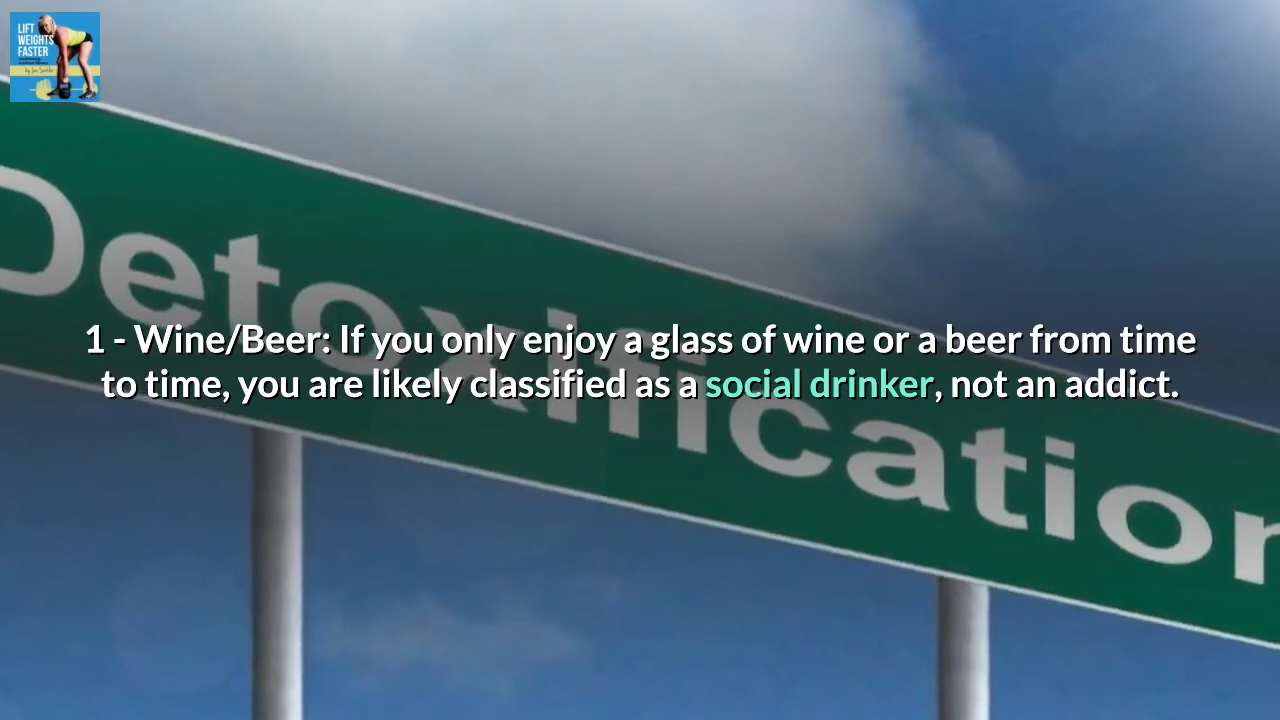 LIFT
WEIGHTS
FASTER
Detoxification
1 - Wine/Beer: If you only enjoy a glass of wine or a beer from time
to time, you are likely classified as a social drinker, not an addict.